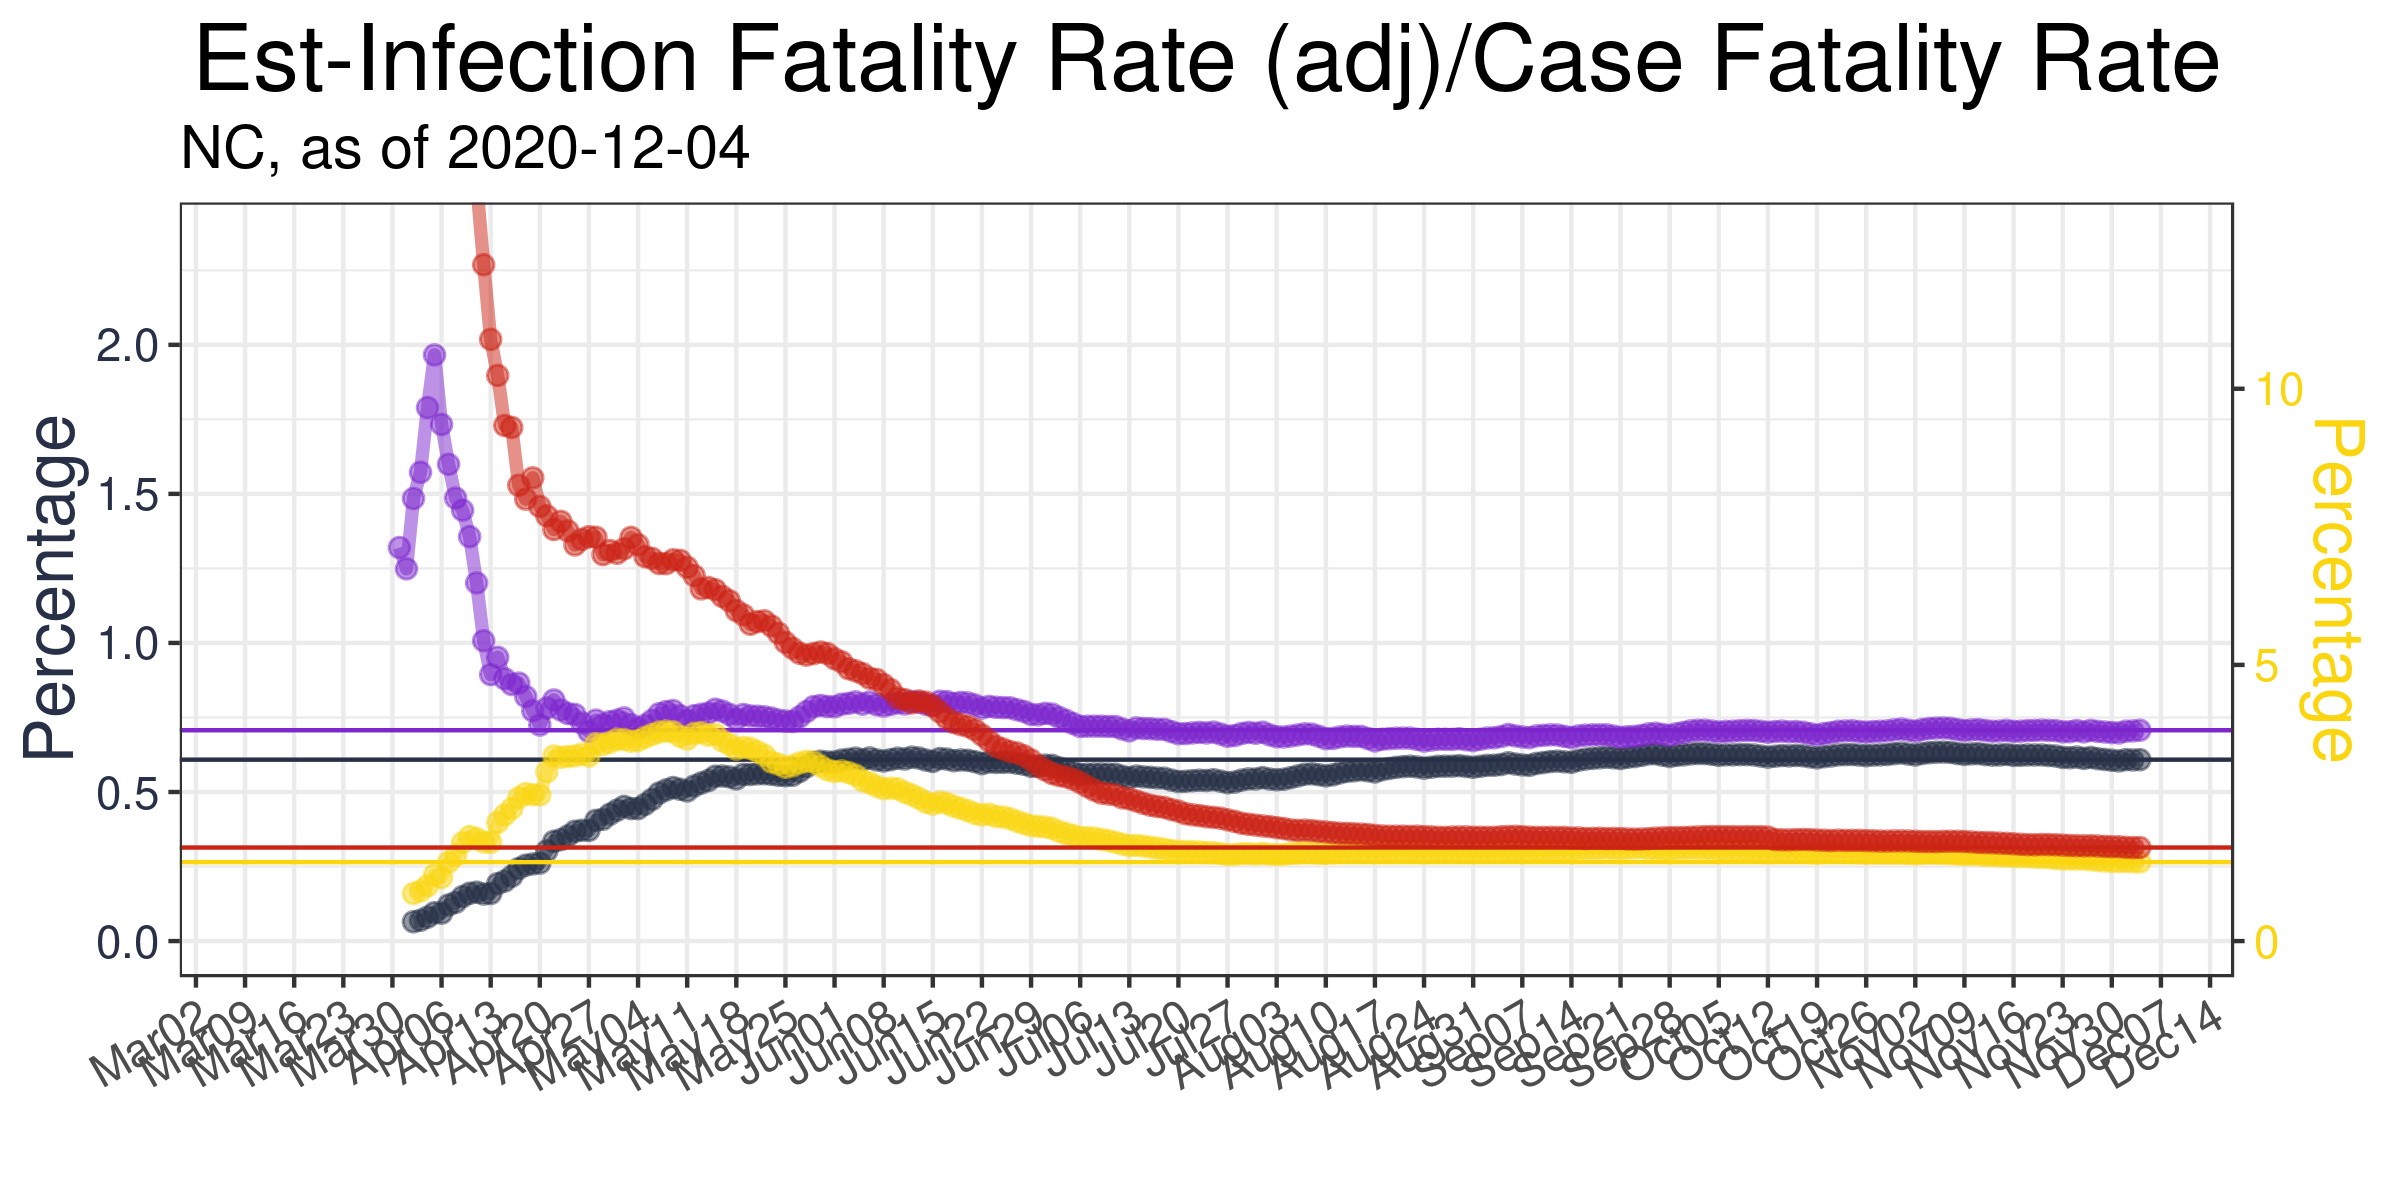 Est-Infection Fatality Rate (adj)/Case Fatality Rate
NC, as of 2020-12-04
Percentage
2.0
1.5
1.0
0.5
0.0
10
5
0
Percentage
Mar02
Mar09
Mar16
Mar23
Mar30
Apr06
Apr13
Apr20
Apr27
May04
May11
May18
May25
Jun01
Jun08
Jun15
Jun22
Jun29
Jul06
Jul13
Jul20
Jul27
Aug03
Aug10
Aug17
Aug24
Aug31
Sep07
Sep14
Sep21
Sep28
Oct05
Oct12
Oct19
Oct26
Nov02
Nov09
Nov16
Nov23
Nov30
Dec07
Dec14